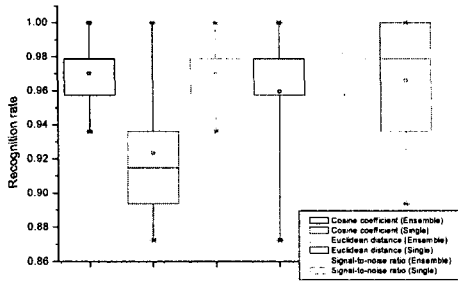 1.00
0.98
0.96
0.94
0.92
0.90
0.88
0.86
Recognition rate
Cosine coefficient (Ensemble)
Cosine coefficient (Single)
Euclidean distance (Ensemble)
Euclidean distance (Single)
Signal-to-noise ratio (Ensemble)
Signal-to-noise ratio (Single)